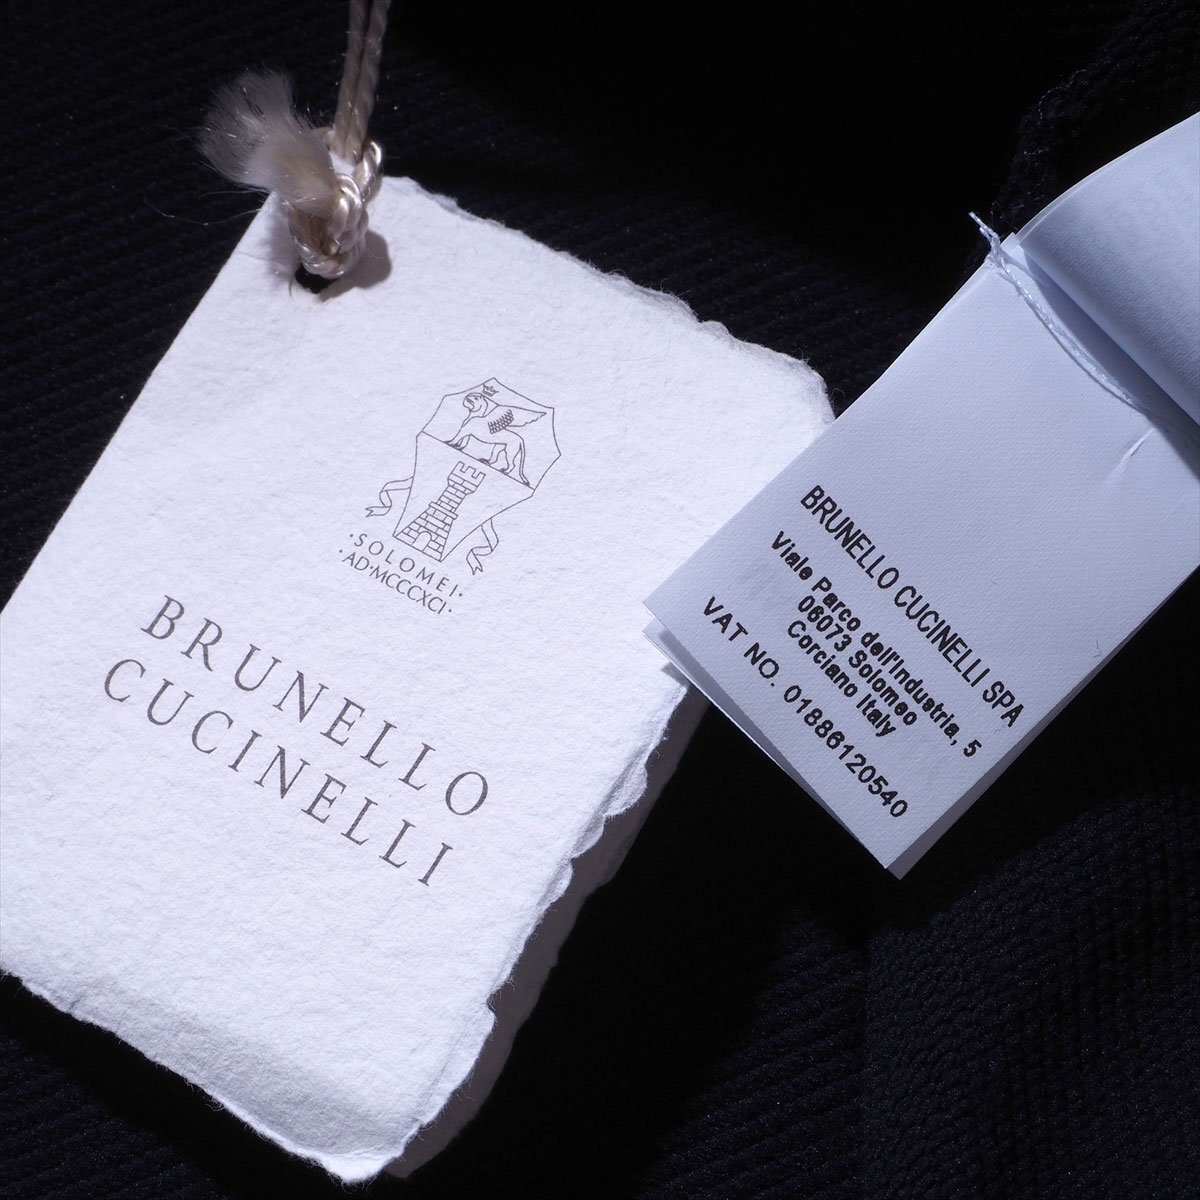 ·SOLOMEI·
·AD·MCCCXCI·
BRUNELLO
CUCINELLI
BRUNELLO CUCINELLI SPA
Viale Parco dell'Industria, 5
06073 Solomeo
Corciano Italy
VAT NO. 01886120540